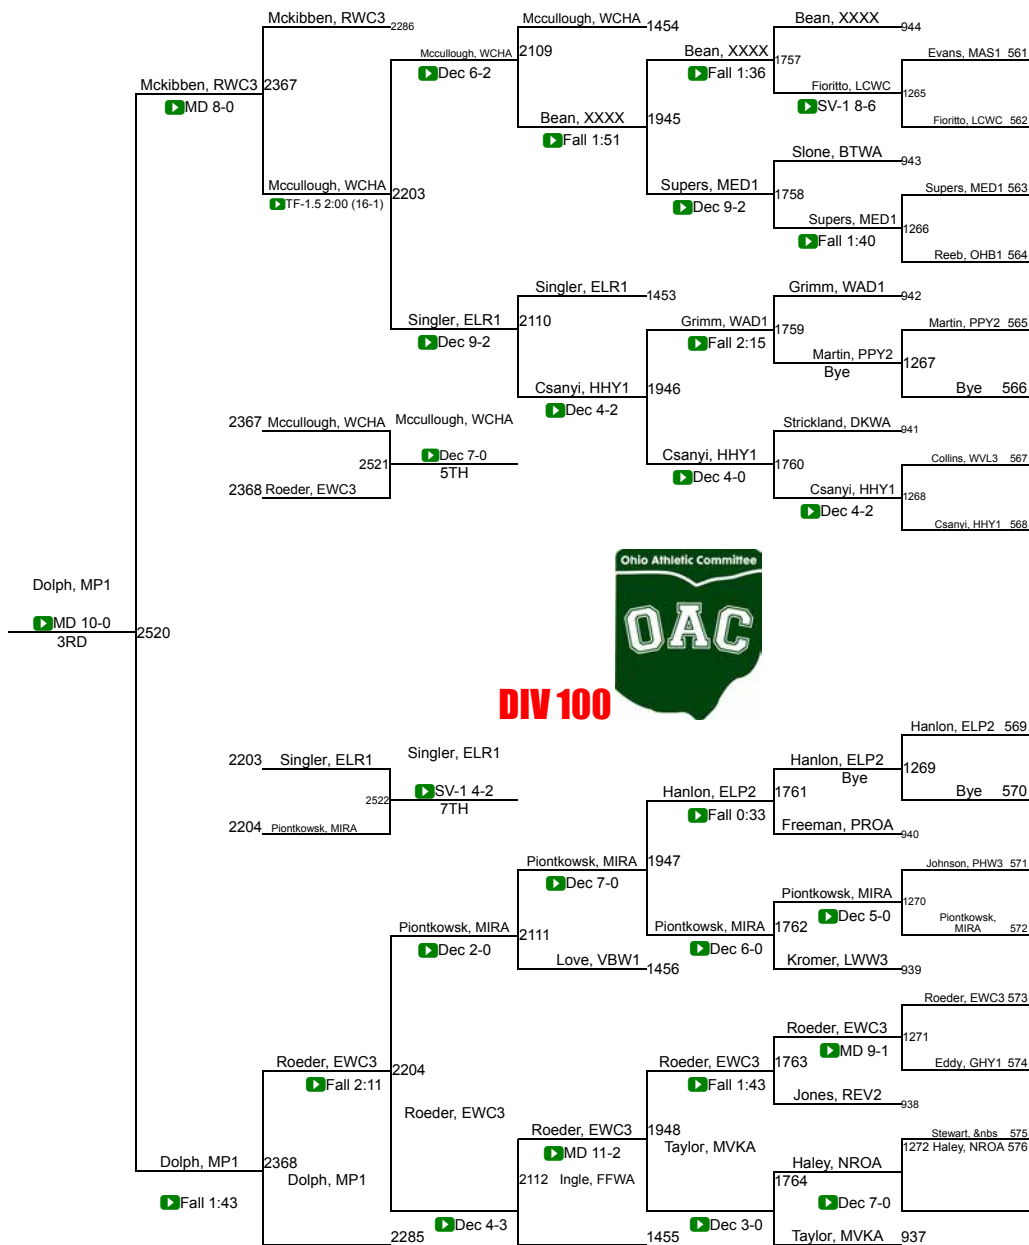 Mckibben, RWC3
2286
Mccullough, WCHA
1454
Bean, XXXX
944
Mccullough, WCHA
2109
Bean, XXXX
1757
Evans, MAS1 561
Mckibben, RWC3
2367
Dec 6-2
Fall 1:36
Fioritto, LCWC
1265
MD 8-0
SV-1 8-6
Bean, XXXX
1945
Fioritto, LCWC 562
Fall 1:51
Slone, BTWA
943
Mccullough, WCHA
2203
Supers, MED1
1758
Supers, MED1 563
TF-1.5 2:00 (16-1)
Dec 9-2
Supers, MED1
1266
Fall 1:40
Reeb, OHB1 564
Singler, ELR1
1453
Grimm, WAD1
942
Singler, ELR1
2110
Grimm, WAD1
1759
Martin, PPY2 565
Dec 9-2
Fall 2:15
Martin, PPY2
1267
Bye
Csanyi, HHY1
1946
Bye 566
Dec 4-2
2367 Mccullough, WCHA
Mccullough, WCHA
Strickland, DKWA
941
2521
Dec 7-0
5TH
Csanyi, HHY1
1760
Collins, WVL3 567
Dec 4-0
2368 Roeder, EWC3
Csanyi, HHY1
1268
Dec 4-2
Csanyi, HHY1 568
Ohio Athletic Committee
OAC
Dolph, MP1
MD 10-0
3RD
2520
DIV 100
Hanlon, ELP2 569
2203 Singler, ELR1
Singler, ELR1
Hanlon, ELP2
1269
Bye
2522
SV-1 4-2
7TH
Hanlon, ELP2
1761
Bye 570
Fall 0:33
2204 Piontkowsk, MIRA
Freeman, PROA
940
Piontkowsk, MIRA
1947
Johnson, PHW3 571
Dec 7-0
Piontkowsk, MIRA
1270
Dec 5-0
Piontkowsk,
MIRA 572
Piontkowsk, MIRA
2111
Piontkowsk, MIRA
1762
Dec 2-0
Dec 6-0
Love, VBW1
1456
Kromer, LWW3
939
Roeder, EWC3 573
Roeder, EWC3
1271
MD 9-1
Roeder, EWC3
2204
Roeder, EWC3
1763
Eddy, GHY1 574
Fall 2:11
Fall 1:43
Jones, REV2
938
Roeder, EWC3
Roeder, EWC3
1948
Stewart, &nbs 575
MD 11-2
Taylor, MVKA
1272 Haley, NROA 576
Dolph, MP1
2368
Haley, NROA
1764
Dolph, MP1
2112 Ingle, FFWA
Fall 1:43
Dec 7-0
Dec 4-3
Dec 3-0
2285
1455
Taylor, MVKA
937